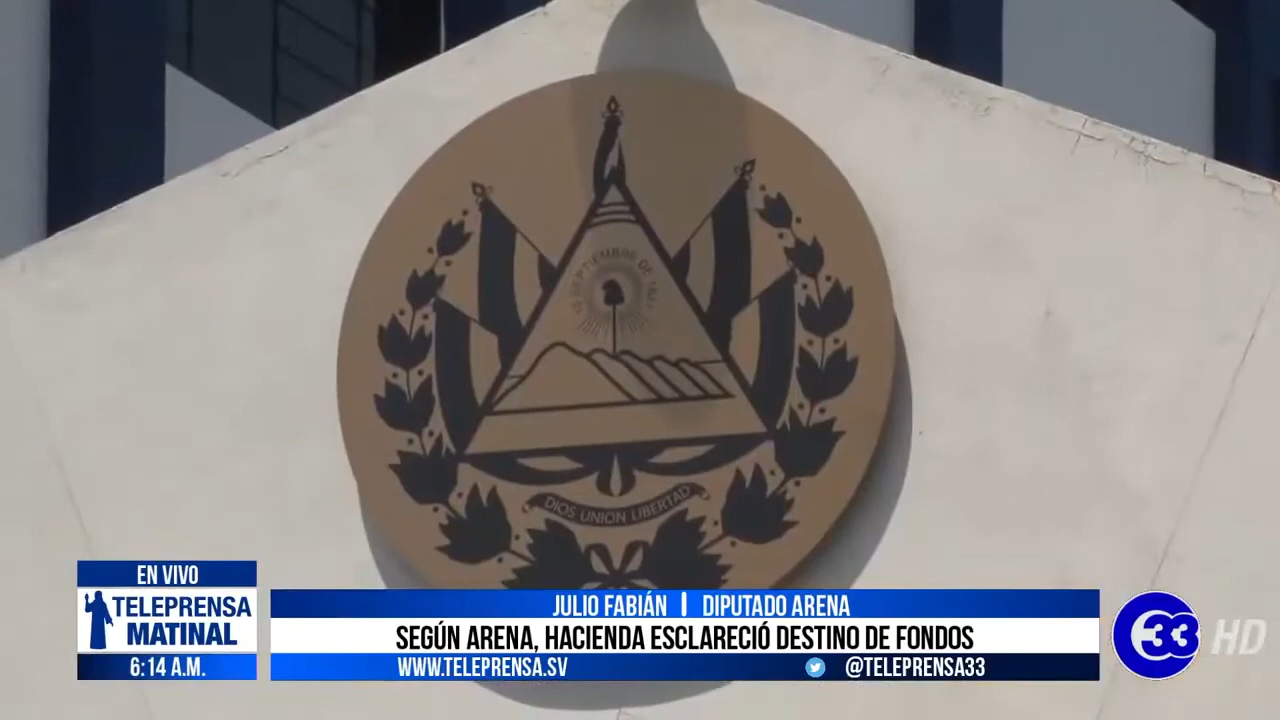 15 SEPTIEMBRE DE 1821
DIOS UNION LIBERTAD
EN VIVO
TELEPRENSA
MATINAL
6:14 A.M.
JULIO FABIÁN | DIPUTADO ARENA
SEGÚN ARENA, HACIENDA ESCLARECIÓ DESTINO DE FONDOS
WWW.TELEPRENSA.SV
@TELEPRENSA33
33 HD